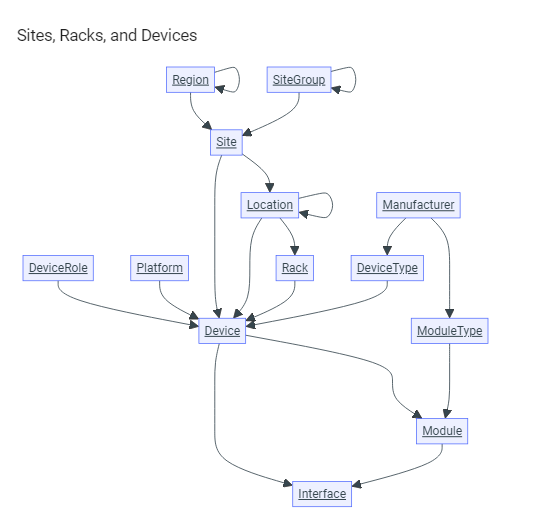 Sites, Racks, and Devices
Region
SiteGroup
Site
Location
Manufacturer
DeviceRole
Platform
Rack
DeviceType
Device
ModuleType
Module
Interface